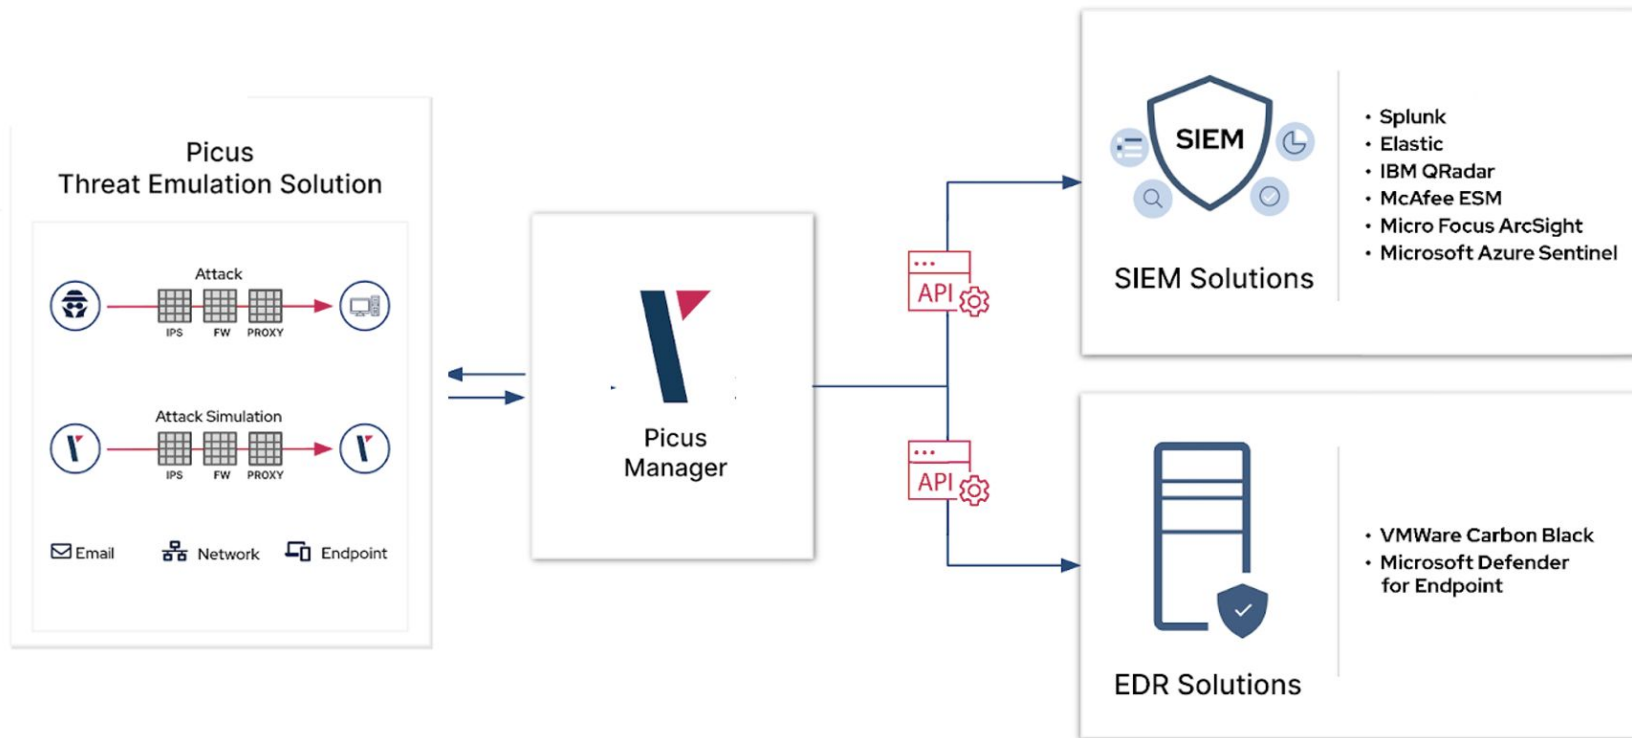 Picus
Threat Emulation Solution
Attack
IPS FW PROXY
Attack Simulation
IPS FW PROXY
Email Network Endpoint
Picus
Manager
API
API
SIEM
SIEM Solutions
• Splunk
• Elastic
• IBM QRadar
• McAfee ESM
• Micro Focus ArcSight
• Microsoft Azure Sentinel
EDR Solutions
• VMWare Carbon Black
• Microsoft Defender
for Endpoint